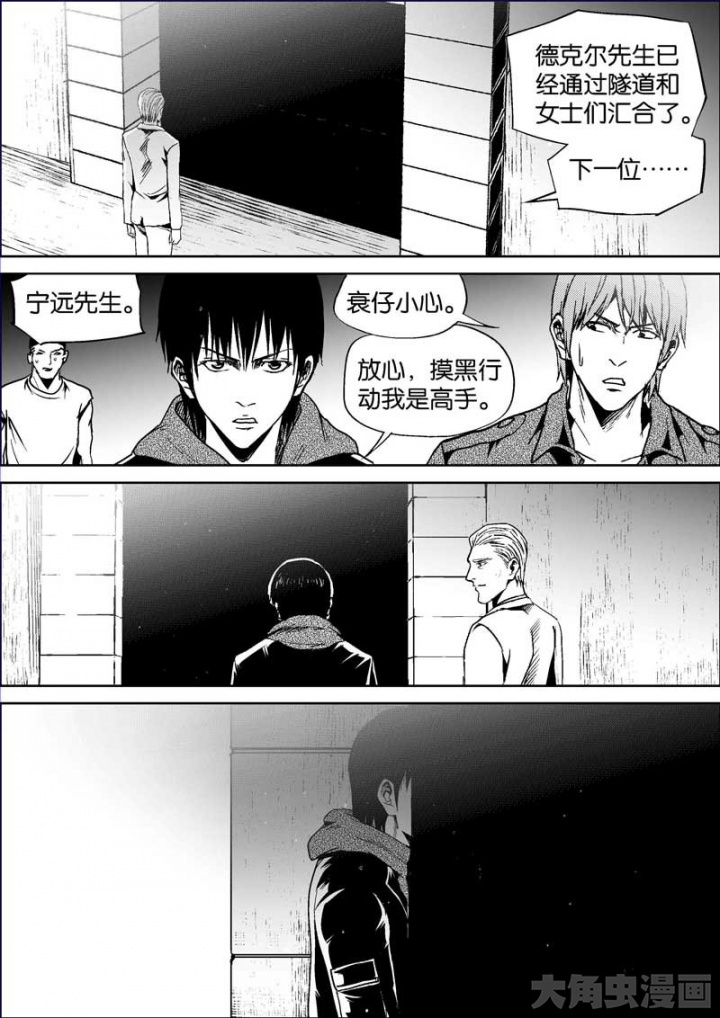 德克尔先生已
经通过隧道和
女士们汇合了。
下一位……
宁远先生。
衰仔小心。
放心，摸黑行
动我是高手。
大角虫漫画